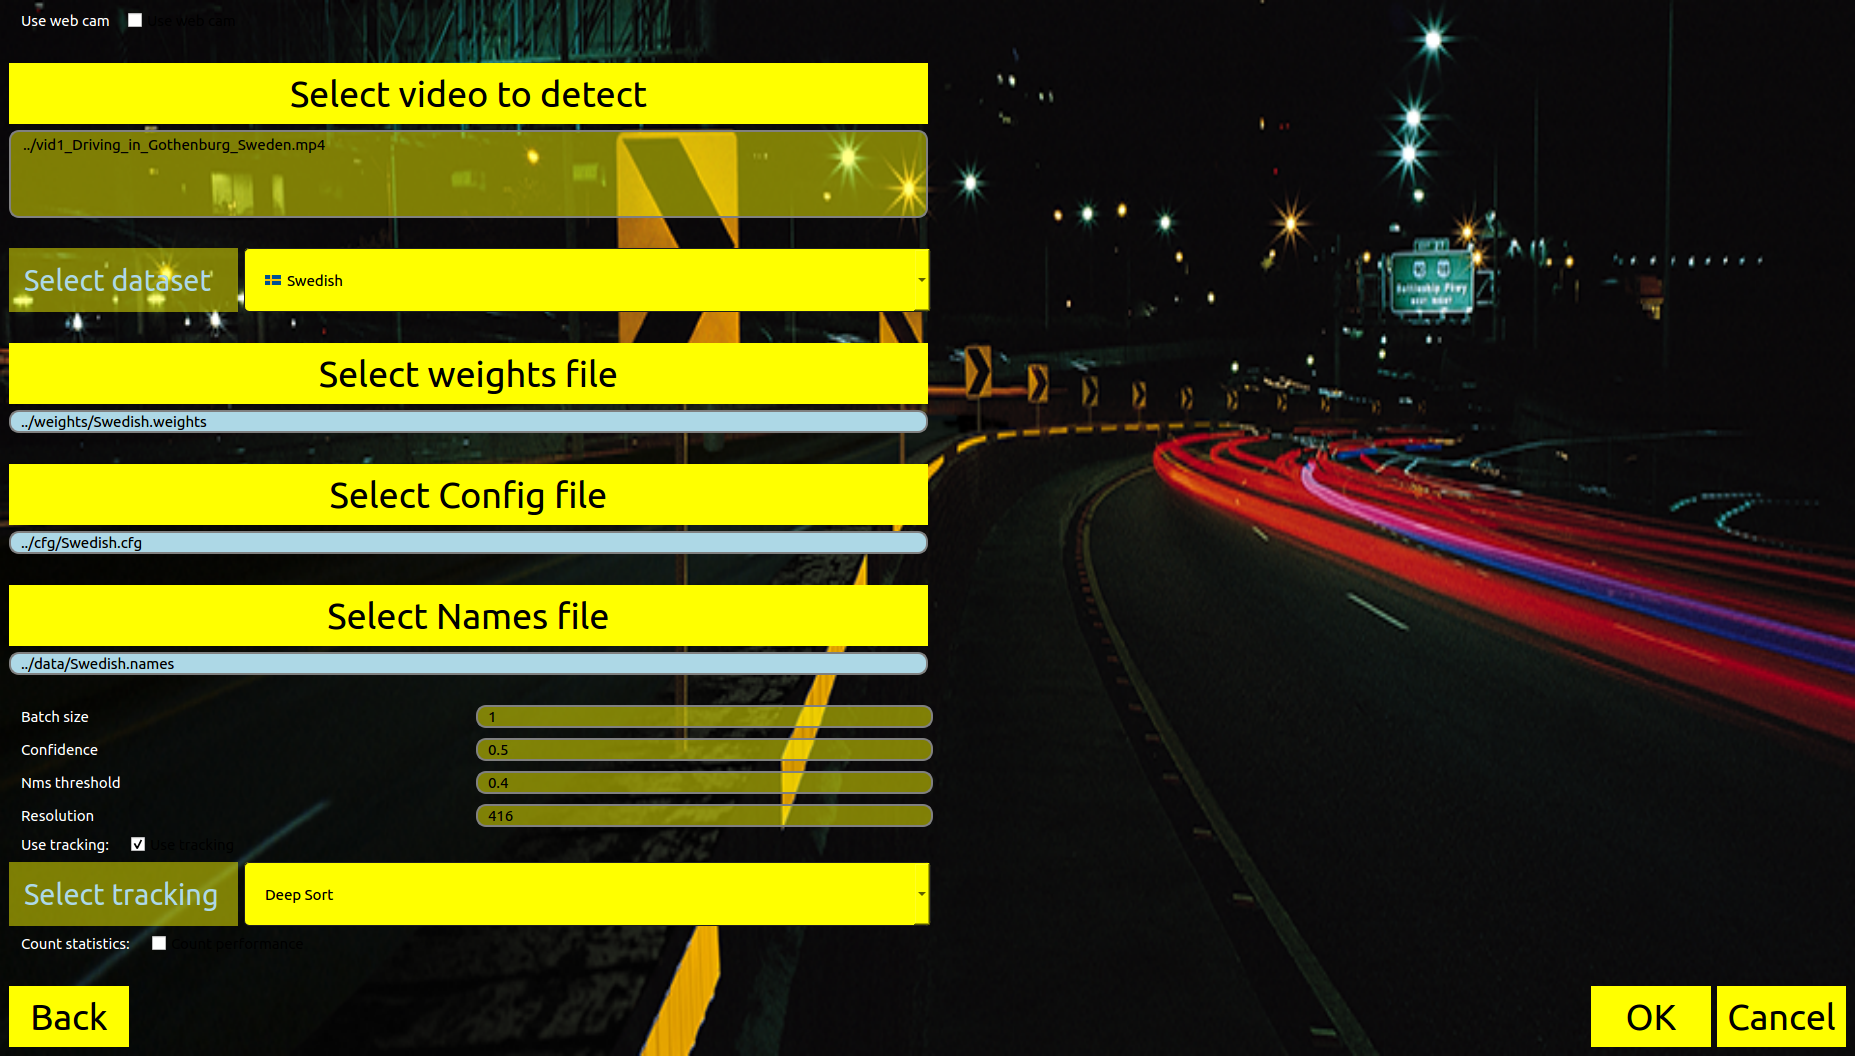 Use web cam Use web cam
Select video to detect
../vid1_Driving_in_Gothenburg_Sweden.mp4
Select dataset Swedish
Select weights file
../weights/Swedish.weights
Select Config file
../cfg/Swedish.cfg
Select Names file
../data/Swedish.names
Batch size 1
Confidence 0.5
Nms threshold 0.4
Resolution 416
Use tracking: Use tracking
Select tracking Deep Sort
Count statistics: Count performance
Back OK Cancel
Battleship Pkwy